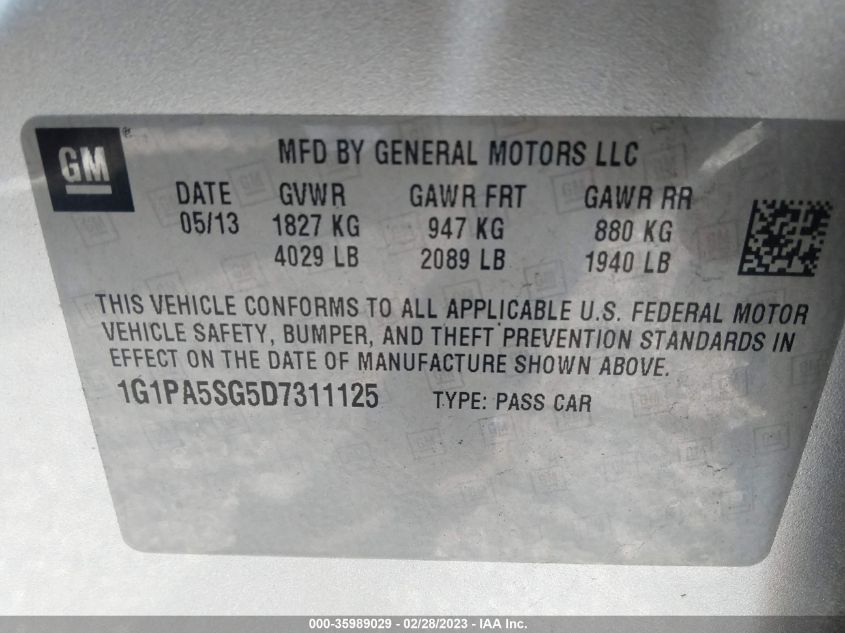 GM®
MFD BY GENERAL MOTORS LLC
DATE GVWR GAWR FRT GAWR RR
05/13 1827 KG 947 KG 880 KG
4029 LB 2089 LB 1940 LB
THIS VEHICLE CONFORMS TO ALL APPLICABLE U.S. FEDERAL MOTOR
VEHICLE SAFETY, BUMPER, AND THEFT PREVENTION STANDARDS IN
EFFECT ON THE DATE OF MANUFACTURE SHOWN ABOVE.
1G1PA5SG5D7311125 TYPE: PASS CAR
000-35989029 - 02/28/2023 - IAA Inc.